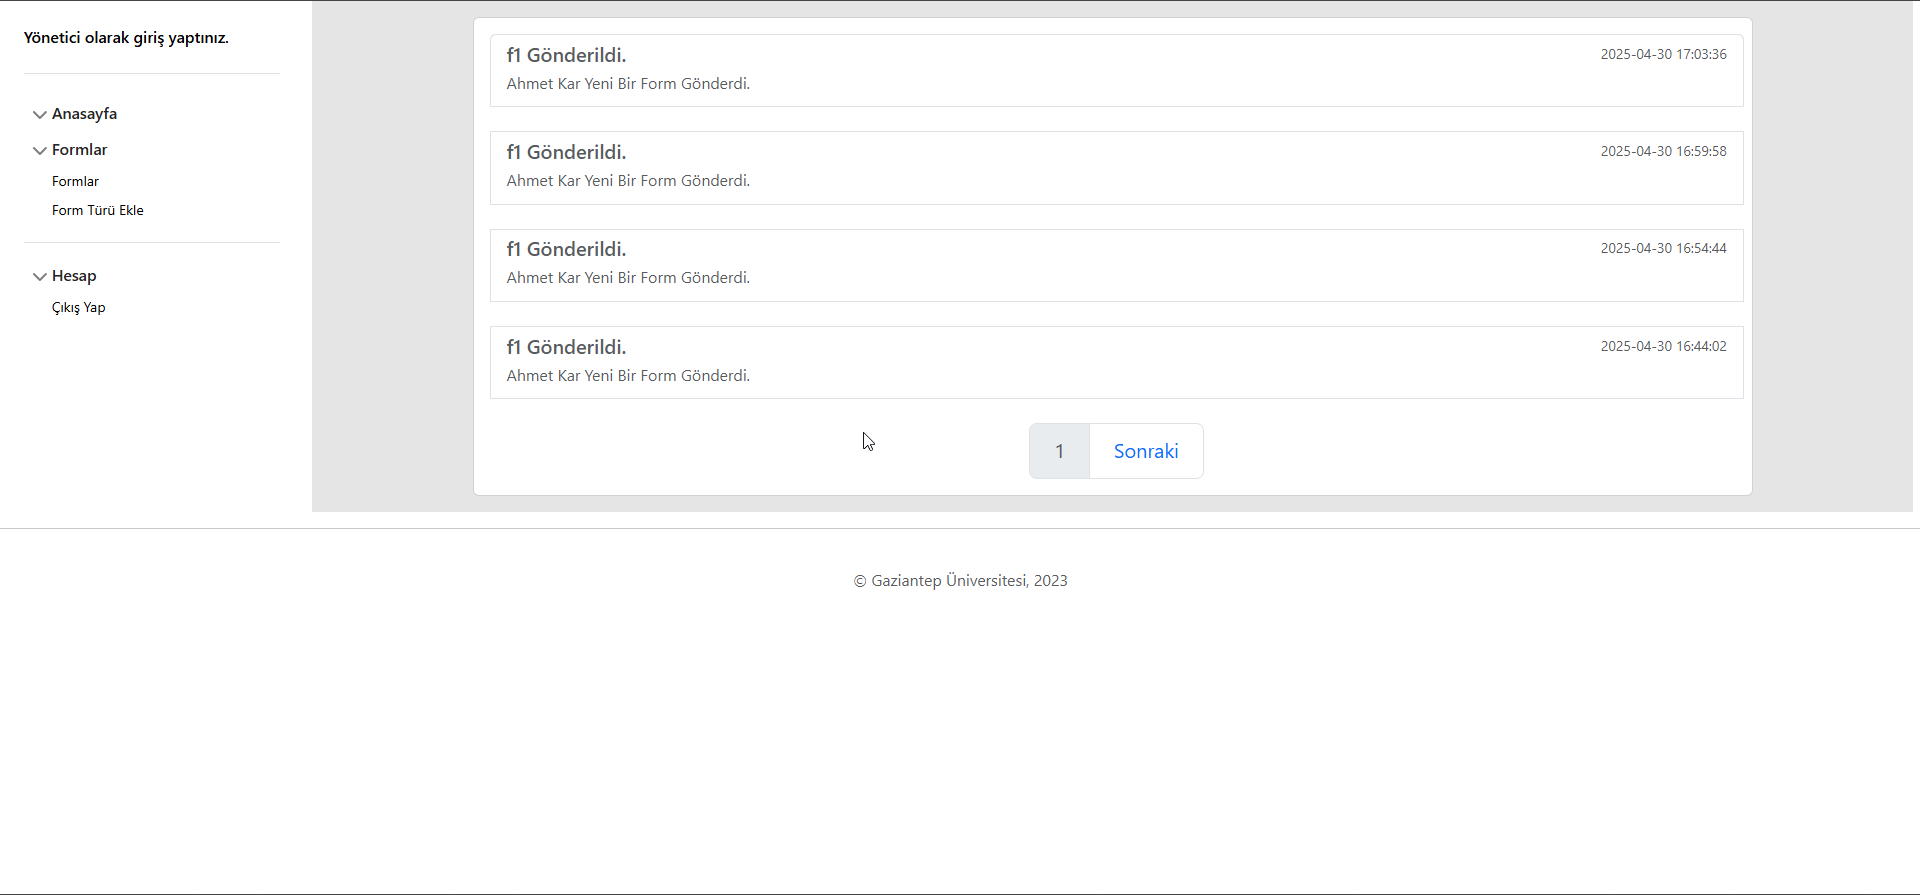 Yönetici olarak giriş yaptınız.
Anasayfa
Formlar
Formlar
Form Türü Ekle
Hesap
Çıkış Yap
f1 Gönderildi.
2025-04-30 17:03:36
Ahmet Kar Yeni Bir Form Gönderdi.
f1 Gönderildi.
2025-04-30 16:59:58
Ahmet Kar Yeni Bir Form Gönderdi.
f1 Gönderildi.
2025-04-30 16:54:44
Ahmet Kar Yeni Bir Form Gönderdi.
f1 Gönderildi.
2025-04-30 16:44:02
Ahmet Kar Yeni Bir Form Gönderdi.
1 Sonraki
© Gaziantep Üniversitesi, 2023